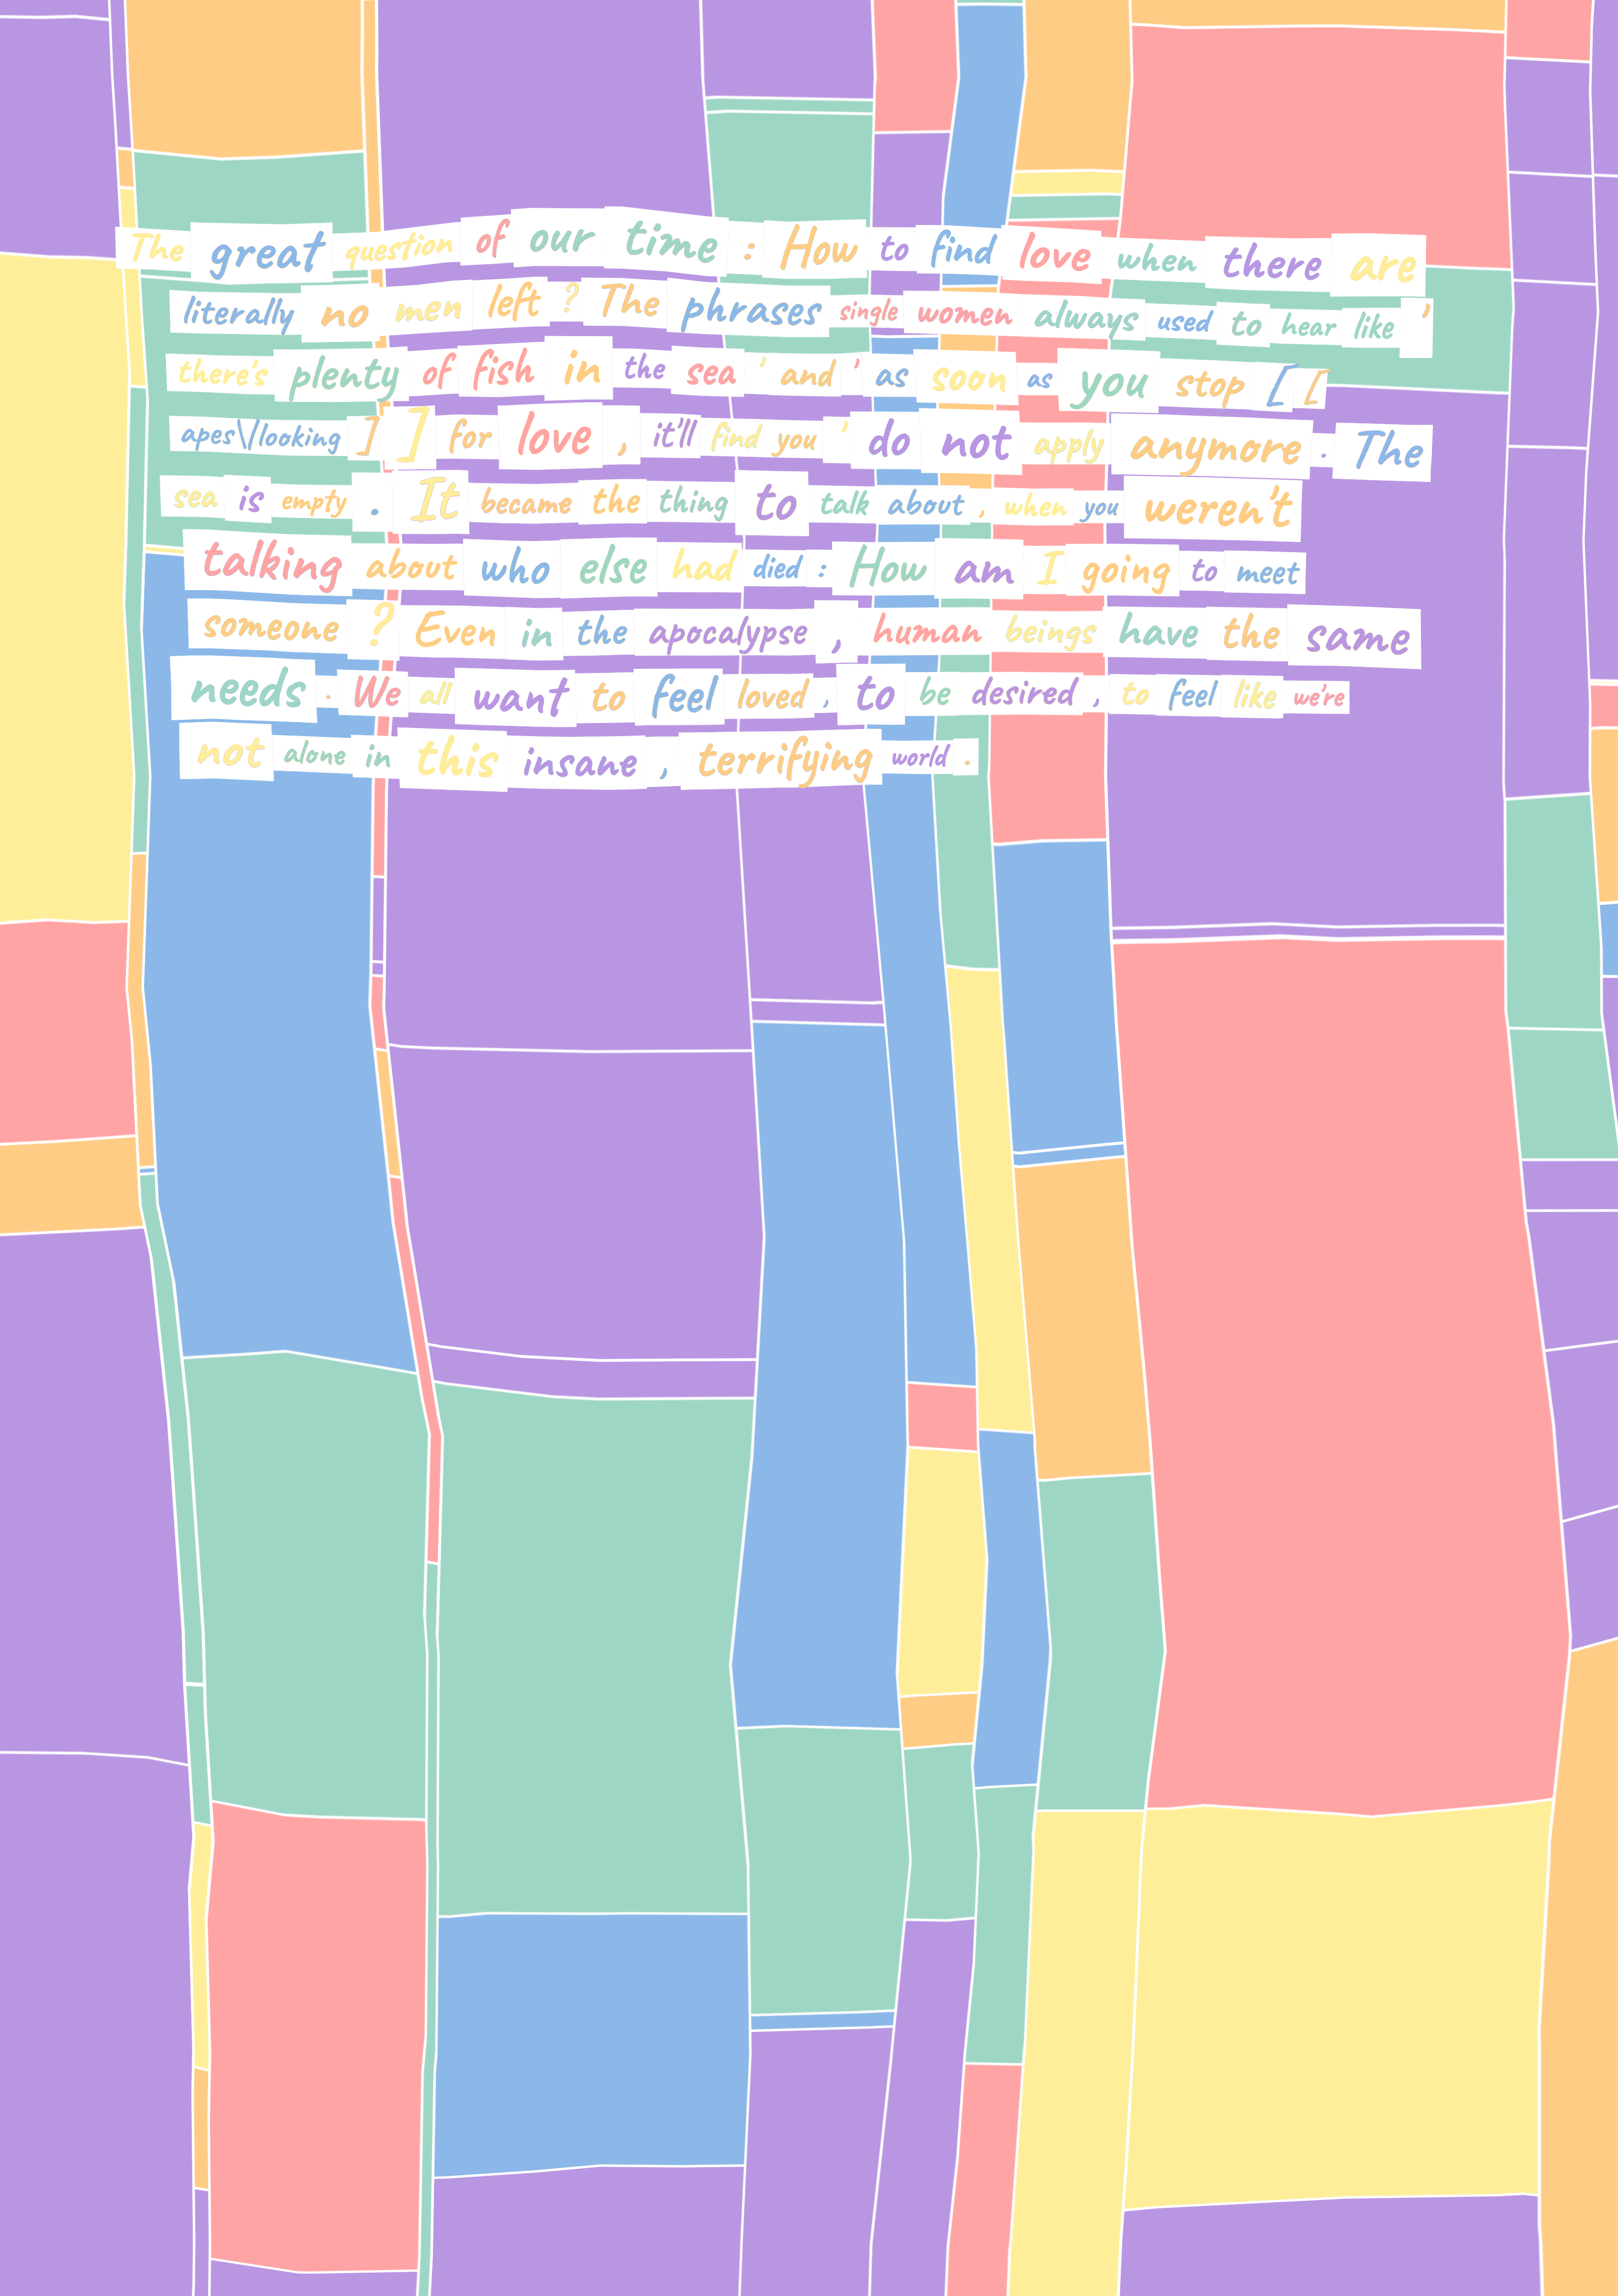 The great question of our time : How to find love when there are
literally no men left ? The phrases single women always used to hear like '
there's plenty of fish in the sea ' and ' as soon as you stop [ [
apes\/looking ] ] for love , it'll find you ' do not apply anymore . The
sea is empty . It became the thing to talk about , when you weren't
talking about who else had died : How am I going to meet
someone ? Even in the apocalypse , human beings have the same
needs . We all want to feel loved , to be desired , to feel like we're
not alone in this insane , terrifying world .